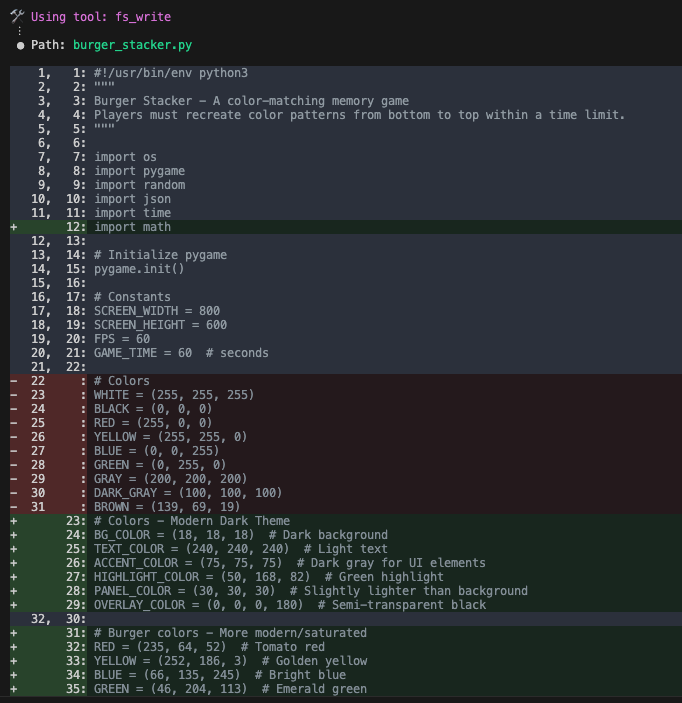 🛠️ Using tool: fs_write
⋮
● Path: burger_stacker.py
1, 1: #!/usr/bin/env python3
2, 2: """
3, 3: Burger Stacker - A color-matching memory game
4, 4: Players must recreate color patterns from bottom to top within a time limit.
5, 5: """
6, 6:
7, 7: import os
8, 8: import pygame
9, 9: import random
10, 10: import json
11, 11: import time
+ 12: import math
12, 13:
13, 14: # Initialize pygame
14, 15: pygame.init()
15, 16:
16, 17: # Constants
17, 18: SCREEN_WIDTH = 800
18, 19: SCREEN_HEIGHT = 600
19, 20: FPS = 60
20, 21: GAME_TIME = 60  # seconds
21, 22:
- 22 : # Colors
- 23 : WHITE = (255, 255, 255)
- 24 : BLACK = (0, 0, 0)
- 25 : RED = (255, 0, 0)
- 26 : YELLOW = (255, 255, 0)
- 27 : BLUE = (0, 0, 255)
- 28 : GREEN = (0, 255, 0)
- 29 : GRAY = (200, 200, 200)
- 30 : DARK_GRAY = (100, 100, 100)
- 31 : BROWN = (139, 69, 19)
+ 23: # Colors - Modern Dark Theme
+ 24: BG_COLOR = (18, 18, 18)  # Dark background
+ 25: TEXT_COLOR = (240, 240, 240)  # Light text
+ 26: ACCENT_COLOR = (75, 75, 75)  # Dark gray for UI elements
+ 27: HIGHLIGHT_COLOR = (50, 168, 82)  # Green highlight
+ 28: PANEL_COLOR = (30, 30, 30)  # Slightly lighter than background
+ 29: OVERLAY_COLOR = (0, 0, 0, 180)  # Semi-transparent black
32, 30:
+ 31: # Burger colors - More modern/saturated
+ 32: RED = (235, 64, 52)  # Tomato red
+ 33: YELLOW = (252, 186, 3)  # Golden yellow
+ 34: BLUE = (66, 135, 245)  # Bright blue
+ 35: GREEN = (46, 204, 113)  # Emerald green